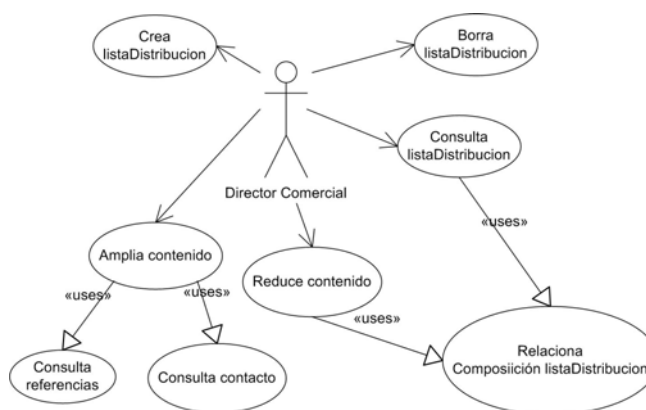 Crea
listaDistribucion
Borra
listaDistribucion
Consulta
listaDistribucion
Director Comercial
«uses»
Amplia contenido
Reduce contenido
«uses»
«uses»
«uses»
Relaciona
Composiición listaDistribucion
Consulta
referencias
Consulta contacto